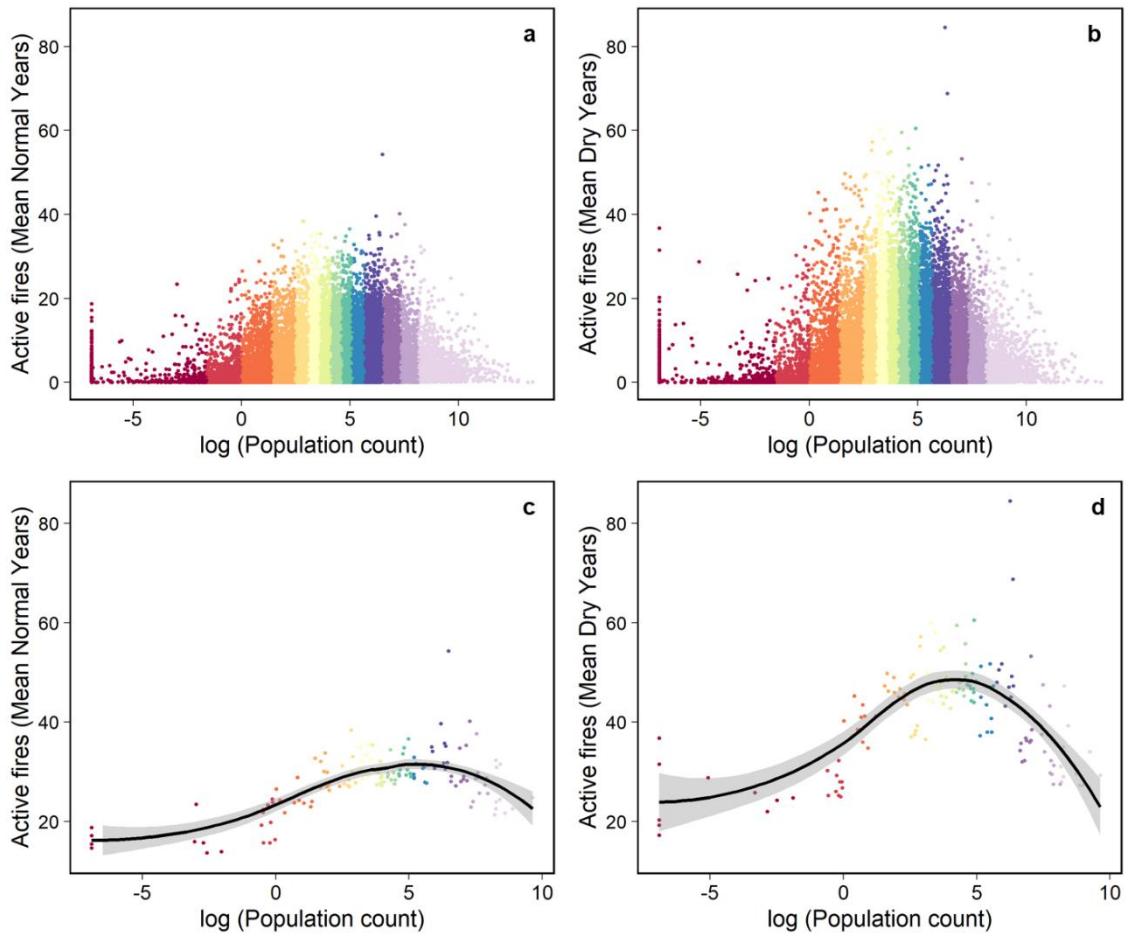 a
Active fires (Mean Normal Years)
80
60
40
20
0
-5 0 5 10
log (Population count)
b
Active fires (Mean Dry Years)
80
60
40
20
0
-5 0 5 10
log (Population count)
c
Active fires (Mean Normal Years)
80
60
40
20
-5 0 5 10
log (Population count)
d
Active fires (Mean Dry Years)
80
60
40
20
-5 0 5 10
log (Population count)